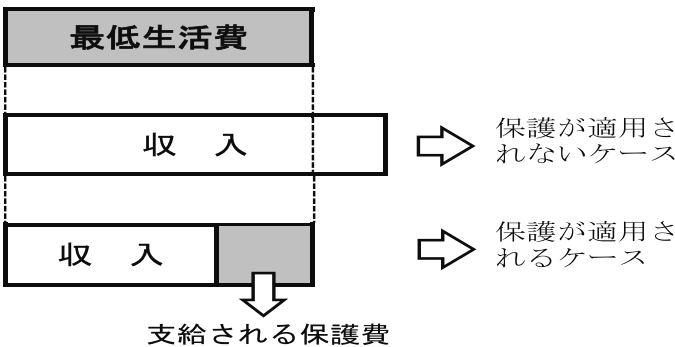 最低生活費
収　入
保護が適用さ
れないケース
収　入
保護が適用さ
れるケース
支給される保護費